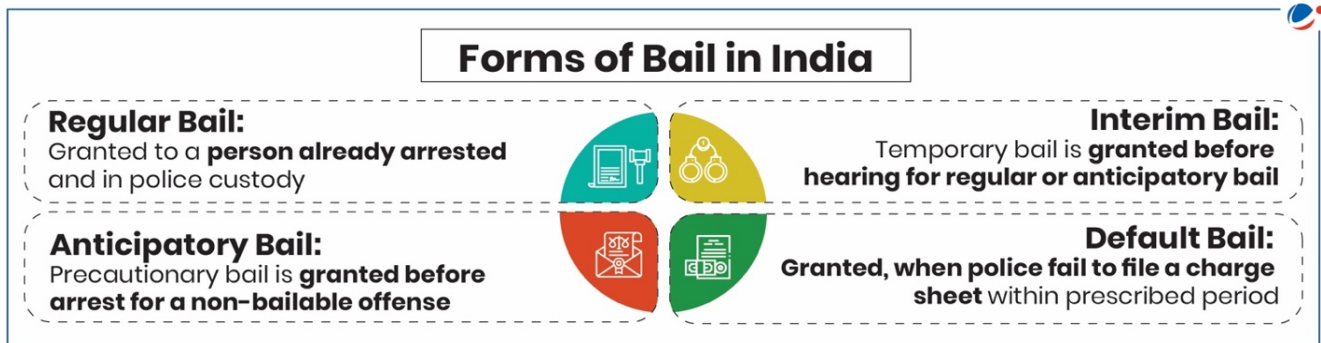 Forms of Bail in India
Regular Bail:
Granted to a person already arrested
and in police custody
Interim Bail:
Temporary bail is granted before
hearing for regular or anticipatory bail
Anticipatory Bail:
Precautionary bail is granted before
arrest for a non-bailable offense
Default Bail:
Granted, when police fail to file a charge
sheet within prescribed period